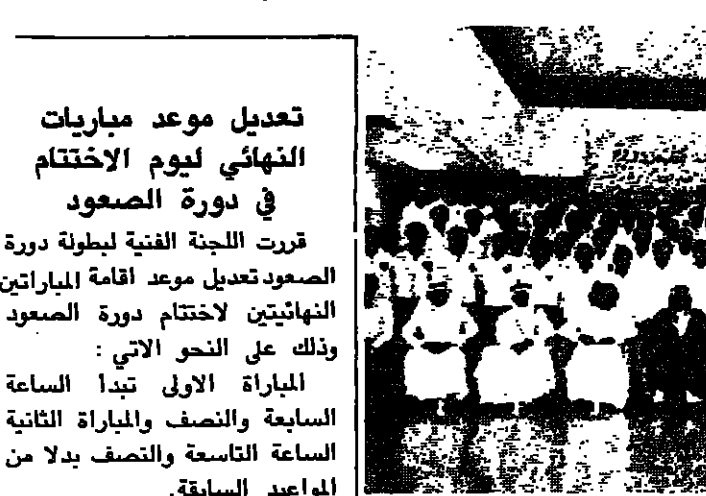 تعديل موعد مباريات
النهائي ليوم الاختتام
في دورة الصعود
قررت اللجنة الفنية لبطولة دورة
الصعود تعديل موعد اقامة المباراتين
النهائيتين لاختتام دورة الصعود
وذلك على النحو الاتي :
المباراة الاولى تبدأ الساعة
السابعة والنصف والمباراة الثانية
الساعة التاسعة والتصف بدلا من
المواعيد السابقة.